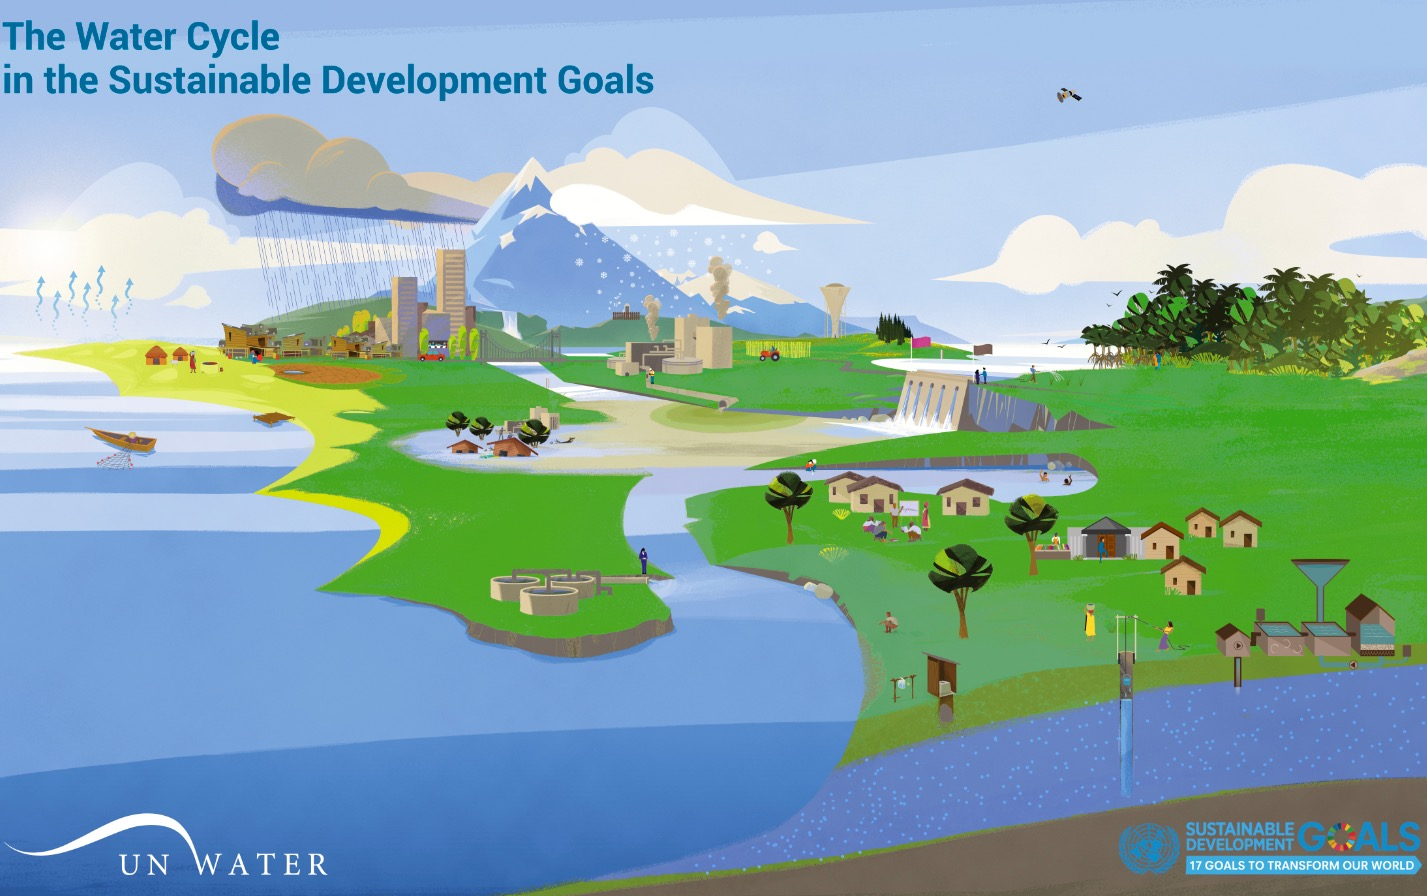 The Water Cycle
in the Sustainable Development Goals
UN WATER
SUSTAINABLE
DEVELOPMENT
GOALS
17 GOALS TO TRANSFORM OUR WORLD